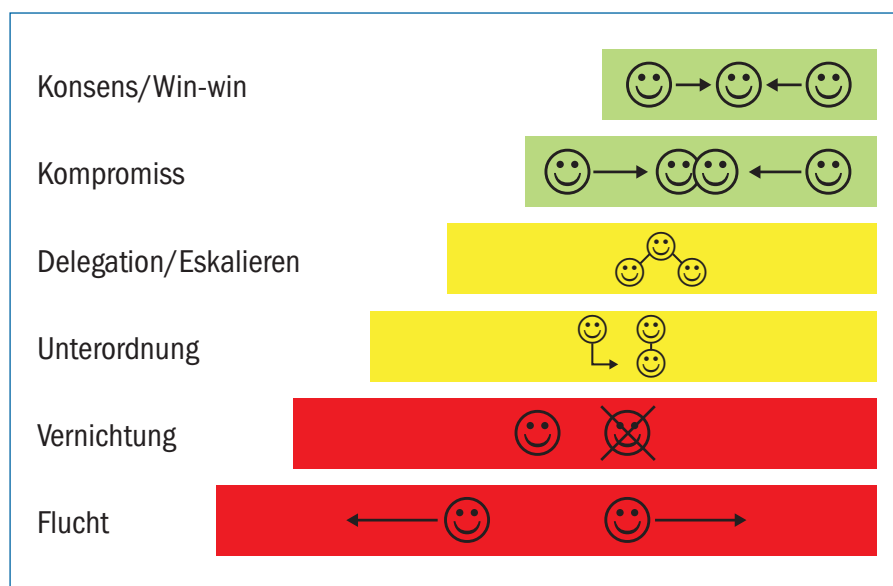 Konsens/Win-win
Kompromiss
Delegation/Eskalieren
Unterordnung
Vernichtung
Flucht